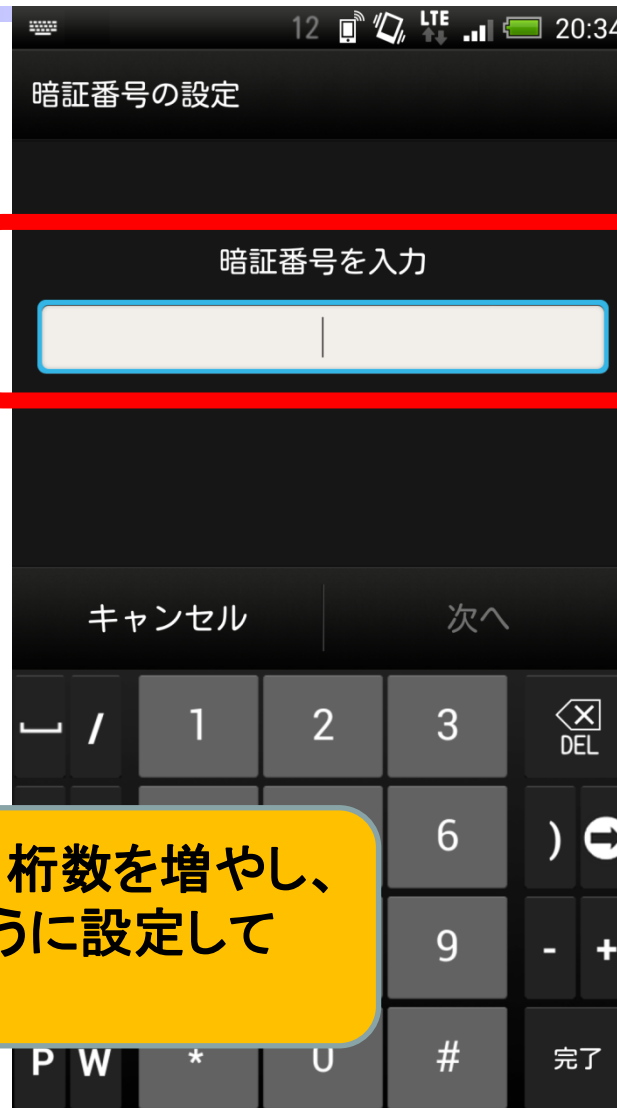 12 LTE 20:34
暗証番号の設定
暗証番号を入力
キャンセル 次へ
/ 1 2 3 DEL
6 )
桁数を増やし、
うに設定して
9 - +
P W * 0 # 完了